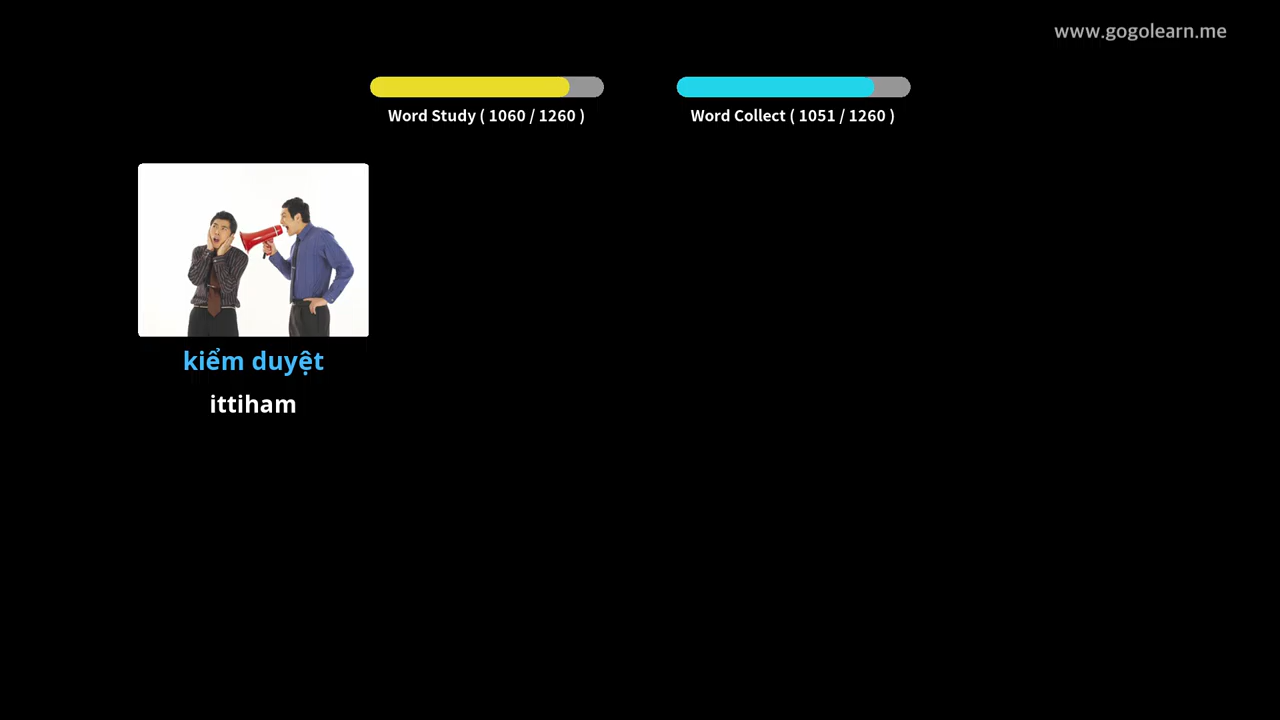 www.gogolearn.me
Word Study ( 1060 / 1260 )
Word Collect ( 1051 / 1260 )
kiểm duyệt
ittiham